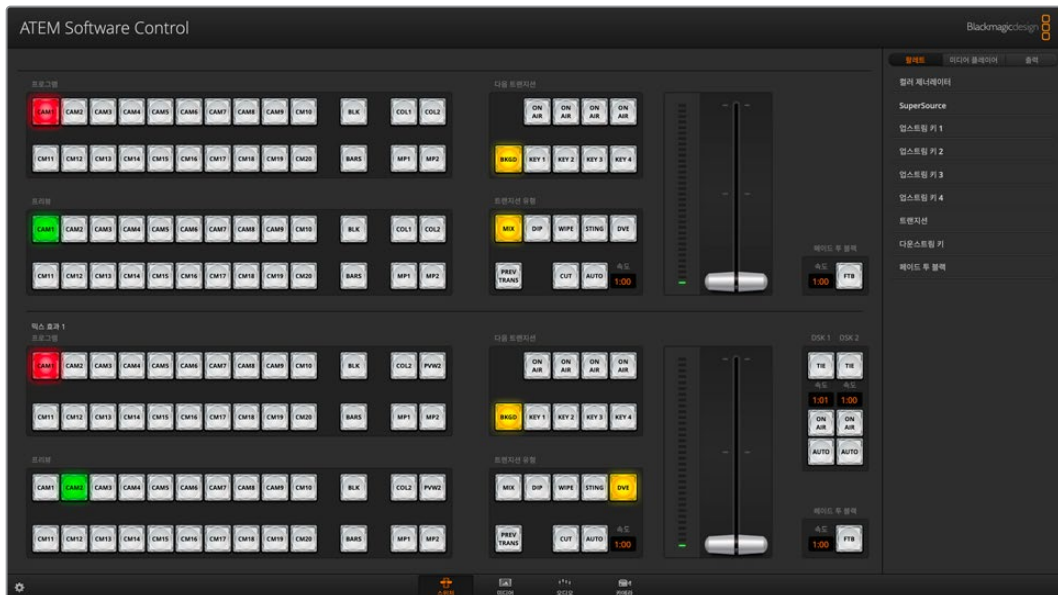 ATEM Software Control
Blackmagicdesign
팔레트 미디어 플레이어 출력
컬러 제너레이터
SuperSource
업스트림 키 1
업스트림 키 2
업스트림 키 3
업스트림 키 4
트랜지션
다운스트림 키
페이드 투 블랙
프로그램
CAM1 CAM2 CAM3 CAM4 CAM5 CAM6 CAM7 CAM8 CAM9 CM10 BLK COL1 COL2
CM11 CM12 CM13 CM14 CM15 CM16 CM17 CM18 CM19 CM20 BARS MP1 MP2
다음 트랜지션
ON AIR ON AIR ON AIR ON AIR
BKGD KEY 1 KEY 2 KEY 3 KEY 4
프리뷰
CAM1 CAM2 CAM3 CAM4 CAM5 CAM6 CAM7 CAM8 CAM9 CM10 BLK COL1 COL2
CM11 CM12 CM13 CM14 CM15 CM16 CM17 CM18 CM19 CM20 BARS MP1 MP2
트랜지션 유형
MIX DIP WIPE STING DVE
PREV TRANS CUT AUTO 속도 1:00
페이드 투 블랙
속도 1:00 FTB
믹스 효과 1
프로그램
CAM1 CAM2 CAM3 CAM4 CAM5 CAM6 CAM7 CAM8 CAM9 CM10 BLK COL2 PVW2
CM11 CM12 CM13 CM14 CM15 CM16 CM17 CM18 CM19 CM20 BARS MP1 MP2
다음 트랜지션
ON AIR ON AIR ON AIR ON AIR
BKGD KEY 1 KEY 2 KEY 3 KEY 4
DSK 1 DSK 2
TIE TIE
속도 속도
1:01 1:00
ON AIR ON AIR
AUTO AUTO
프리뷰
CAM1 CAM2 CAM3 CAM4 CAM5 CAM6 CAM7 CAM8 CAM9 CM10 BLK COL2 PVW2
CM11 CM12 CM13 CM14 CM15 CM16 CM17 CM18 CM19 CM20 BARS MP1 MP2
트랜지션 유형
MIX DIP WIPE STING DVE
PREV TRANS CUT AUTO 속도 1:00
페이드 투 블랙
속도 1:00 FTB
스위처 미디어 오디오 카메라